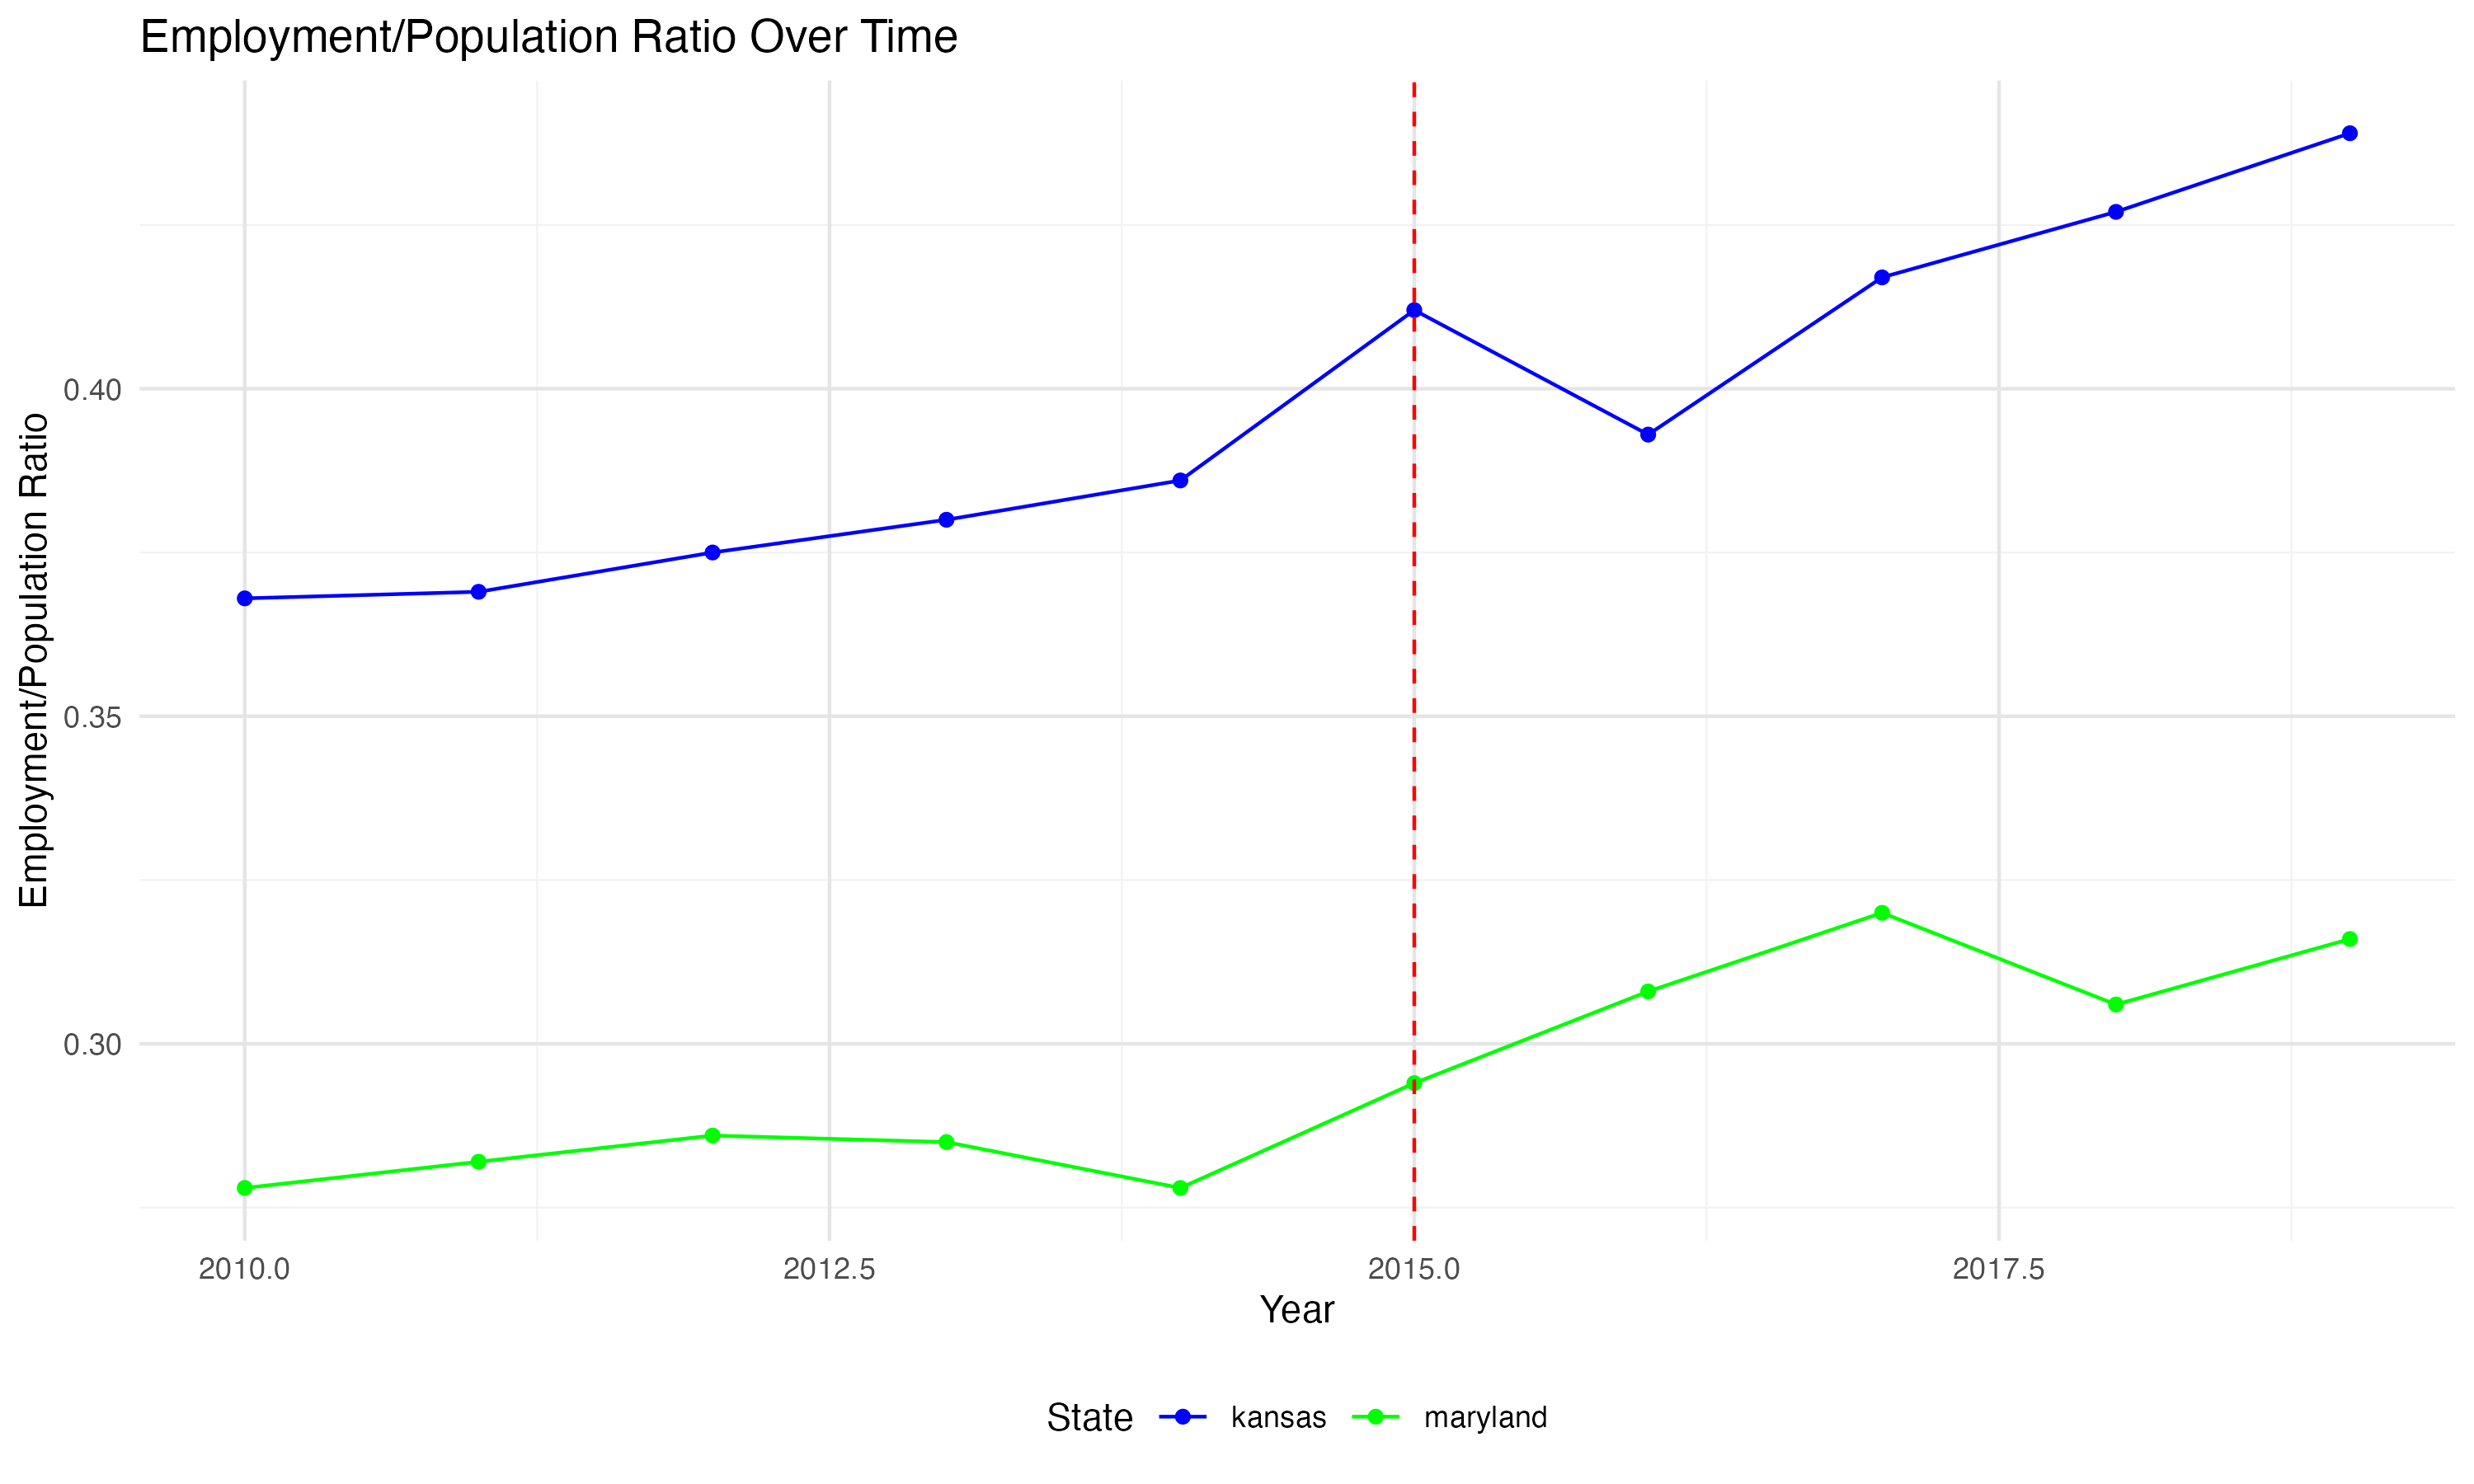 Employment/Population Ratio Over Time
Employment/Population Ratio
0.40
0.35
0.30
2010.0 2012.5 2015.0 2017.5
Year
State kansas maryland